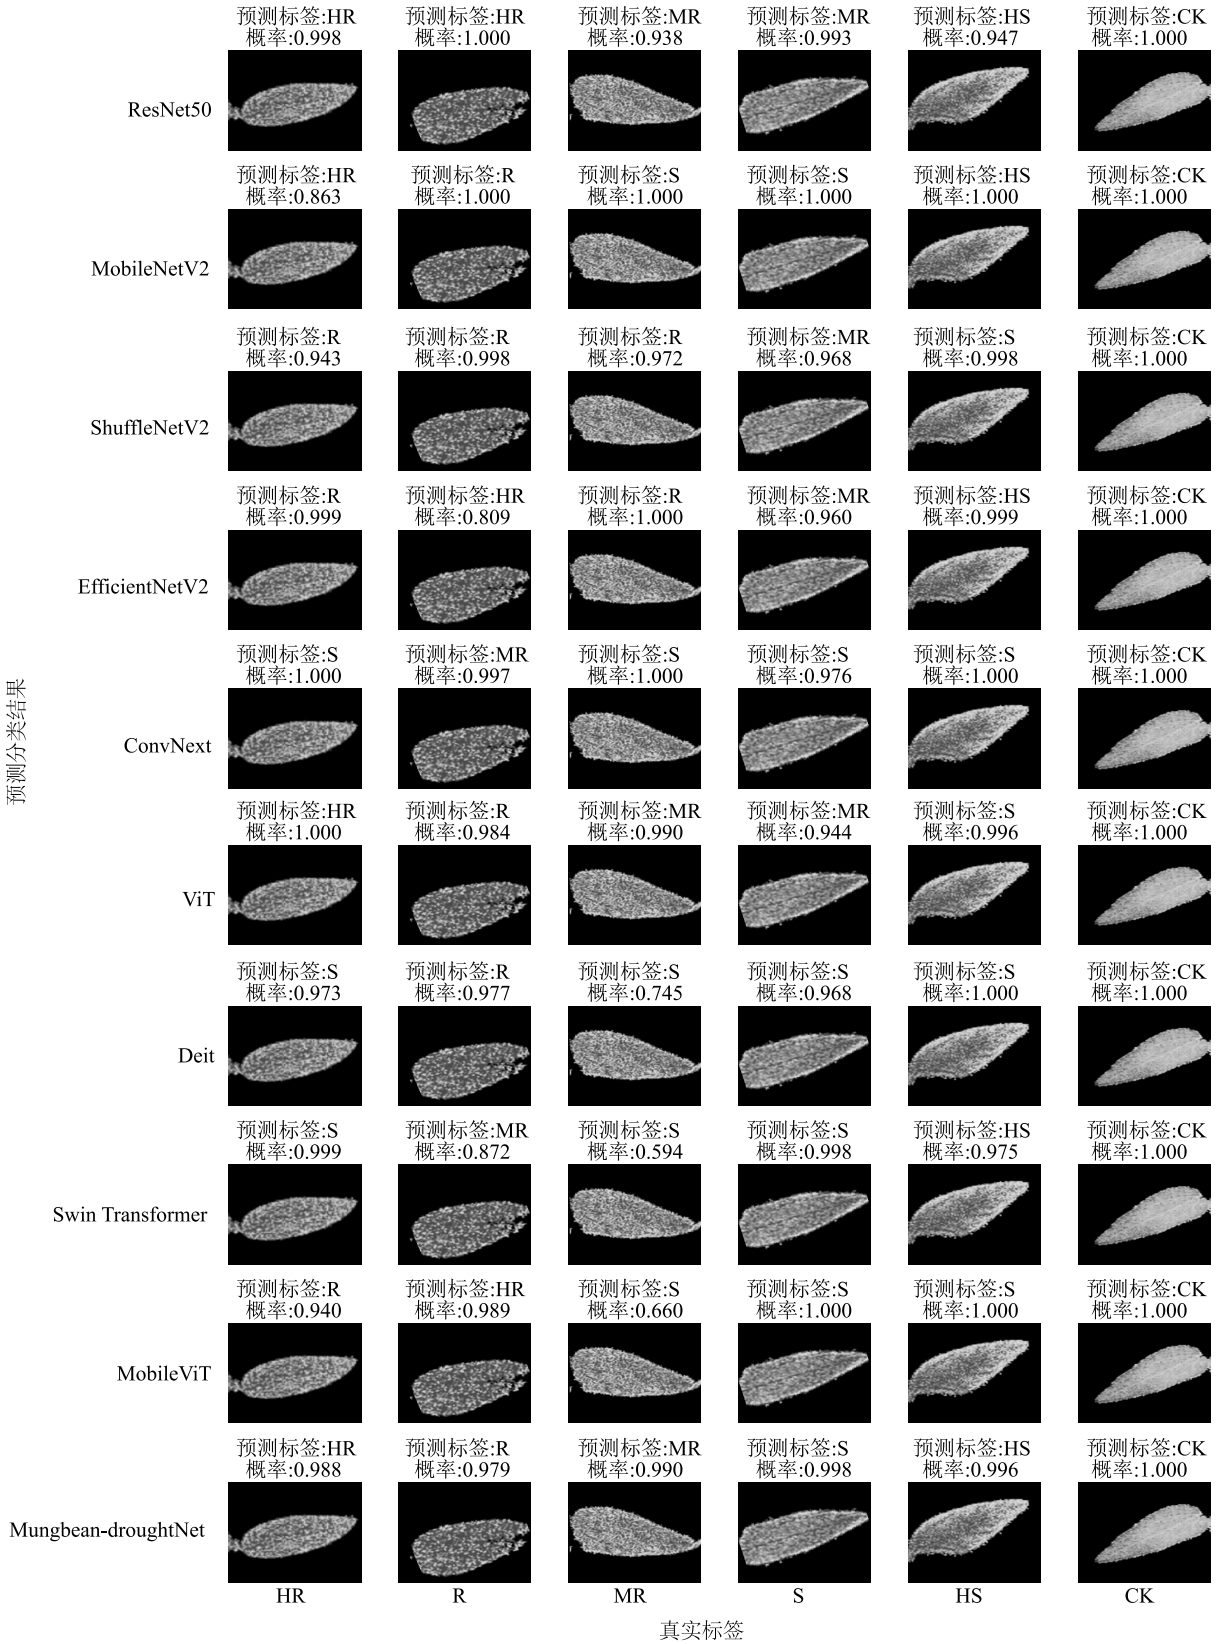 预测标签:HR 预测标签:HR 预测标签:MR 预测标签:MR 预测标签:HS 预测标签:CK
概率:0.998 概率:1.000 概率:0.938 概率:0.993 概率:0.947 概率:1.000
ResNet50
预测标签:HR 预测标签:R 预测标签:S 预测标签:S 预测标签:HS 预测标签:CK
概率:0.863 概率:1.000 概率:1.000 概率:1.000 概率:1.000 概率:1.000
MobileNetV2
预测标签:R 预测标签:R 预测标签:R 预测标签:MR 预测标签:S 预测标签:CK
概率:0.943 概率:0.998 概率:0.972 概率:0.968 概率:0.998 概率:1.000
ShuffleNetV2
预测标签:R 预测标签:HR 预测标签:R 预测标签:MR 预测标签:HS 预测标签:CK
概率:0.999 概率:0.809 概率:1.000 概率:0.960 概率:0.999 概率:1.000
EfficientNetV2
预测标签:S 预测标签:MR 预测标签:S 预测标签:S 预测标签:S 预测标签:CK
概率:1.000 概率:0.997 概率:1.000 概率:0.976 概率:1.000 概率:1.000
ConvNext
预测分类结果
预测标签:HR 预测标签:R 预测标签:MR 预测标签:MR 预测标签:S 预测标签:CK
概率:1.000 概率:0.984 概率:0.990 概率:0.944 概率:0.996 概率:1.000
ViT
预测标签:S 预测标签:R 预测标签:S 预测标签:S 预测标签:S 预测标签:CK
概率:0.973 概率:0.977 概率:0.745 概率:0.968 概率:1.000 概率:1.000
Deit
预测标签:S 预测标签:MR 预测标签:S 预测标签:S 预测标签:HS 预测标签:CK
概率:0.999 概率:0.872 概率:0.594 概率:0.998 概率:0.975 概率:1.000
Swin Transformer
预测标签:R 预测标签:HR 预测标签:S 预测标签:S 预测标签:S 预测标签:CK
概率:0.940 概率:0.989 概率:0.660 概率:1.000 概率:1.000 概率:1.000
MobileViT
预测标签:HR 预测标签:R 预测标签:MR 预测标签:S 预测标签:HS 预测标签:CK
概率:0.988 概率:0.979 概率:0.990 概率:0.998 概率:0.996 概率:1.000
Mungbean-droughtNet
HR R MR S HS CK
真实标签